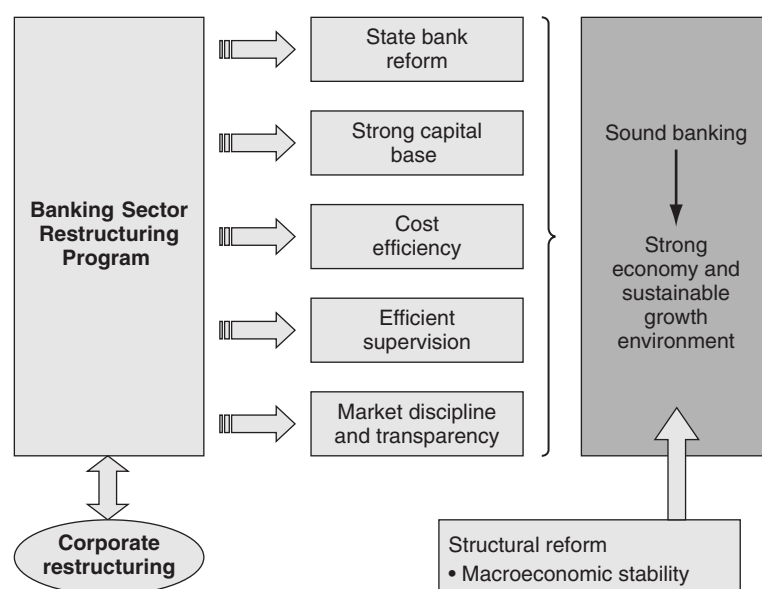 Banking Sector
Restructuring
Program
State bank
reform
Strong capital
base
Cost
efficiency
Efficient
supervision
Market discipline
and transparency
Sound banking
Strong
economy and
sustainable
growth
environment
Corporate
restructuring
Structural reform
• Macroeconomic stability